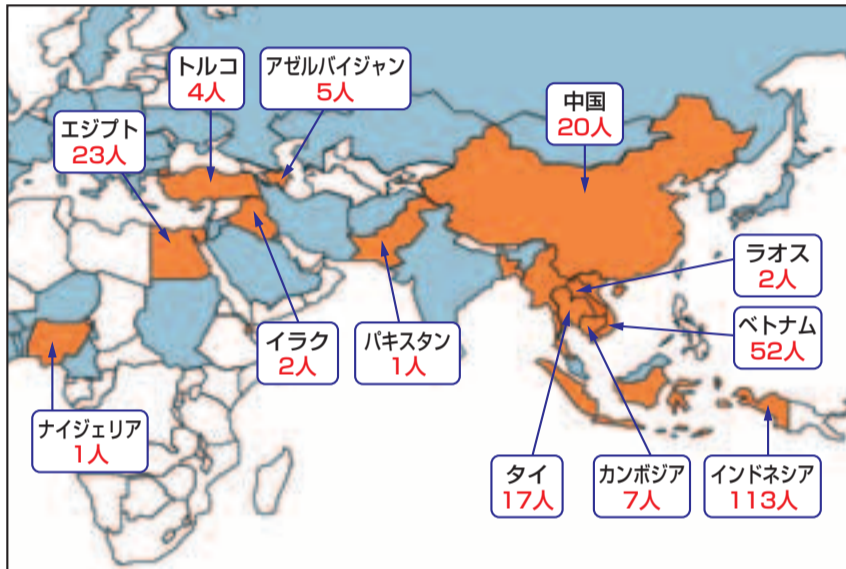 トルコ
4人
アゼルバイジャン
5人
中国
20人
エジプト
23人
ラオス
2人
ベトナム
52人
イラク
2人
パキスタン
1人
ナイジェリア
1人
タイ
17人
カンボジア
7人
インドネシア
113人